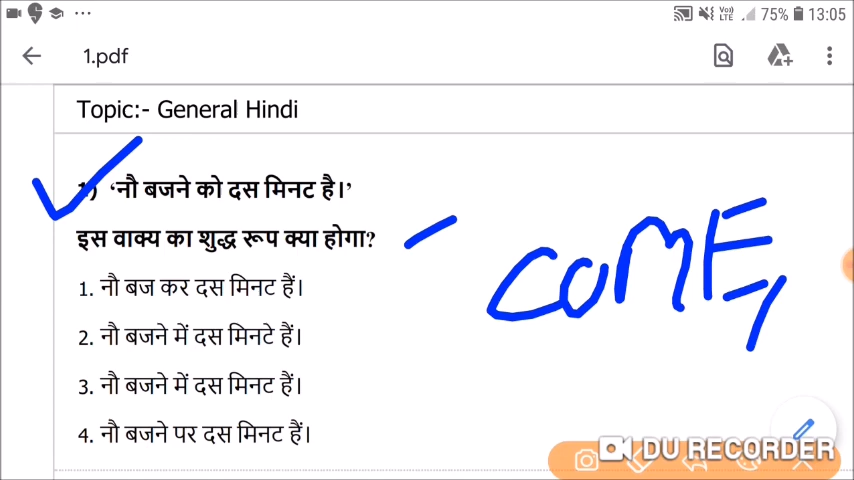 75% 13:05
1.pdf
Topic:- General Hindi
1) ‘नौ बजने को दस मिनट है।’
इस वाक्य का शुद्ध रूप क्या होगा?
1. नौ बज कर दस मिनट हैं।
2. नौ बजने में दस मिनटे हैं।
3. नौ बजने में दस मिनट हैं।
4. नौ बजने पर दस मिनट हैं।
COME,
DU RECORDER